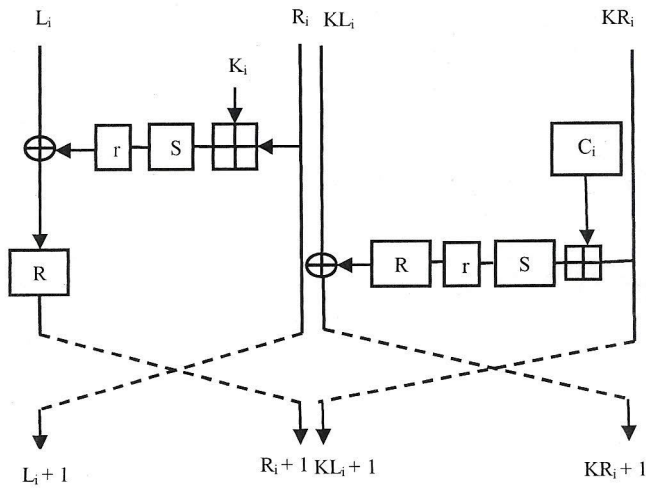 Lᵢ Rᵢ KLᵢ KRᵢ
Kᵢ
r S Cᵢ
R R r S
Lᵢ + 1 Rᵢ + 1 KLᵢ + 1 KRᵢ + 1